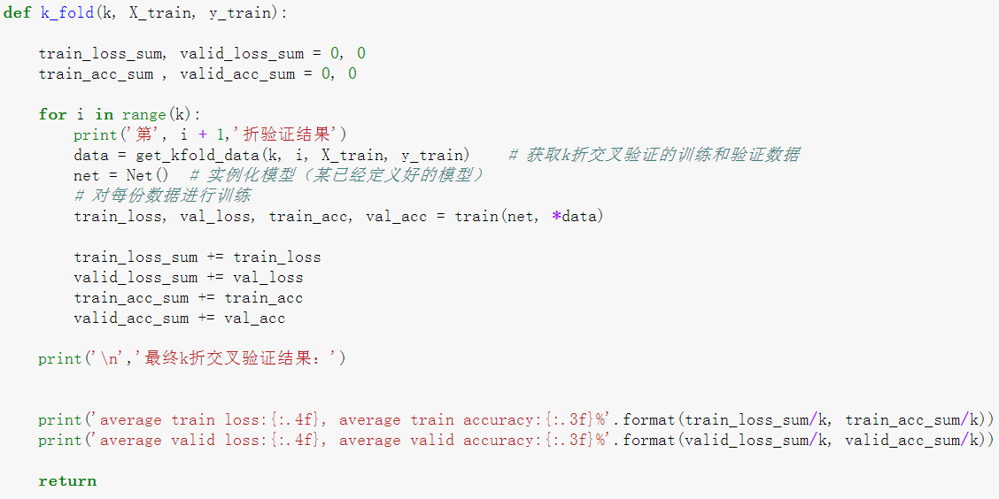 def k_fold(k, X_train, y_train):
train_loss_sum, valid_loss_sum = 0, 0
train_acc_sum , valid_acc_sum = 0, 0
for i in range(k):
print('第', i + 1,'折验证结果')
data = get_kfold_data(k, i, X_train, y_train)    # 获取k折交叉验证的训练和验证数据
net = Net()  # 实例化模型（某已经定义好的模型）
# 对每份数据进行训练
train_loss, val_loss, train_acc, val_acc = train(net, *data)
train_loss_sum += train_loss
valid_loss_sum += val_loss
train_acc_sum += train_acc
valid_acc_sum += val_acc
print('\n','最终k折交叉验证结果：')
print('average train loss:{:.4f}, average train accuracy:{:.3f}%'.format(train_loss_sum/k, train_acc_sum/k))
print('average valid loss:{:.4f}, average valid accuracy:{:.3f}%'.format(valid_loss_sum/k, valid_acc_sum/k))
return